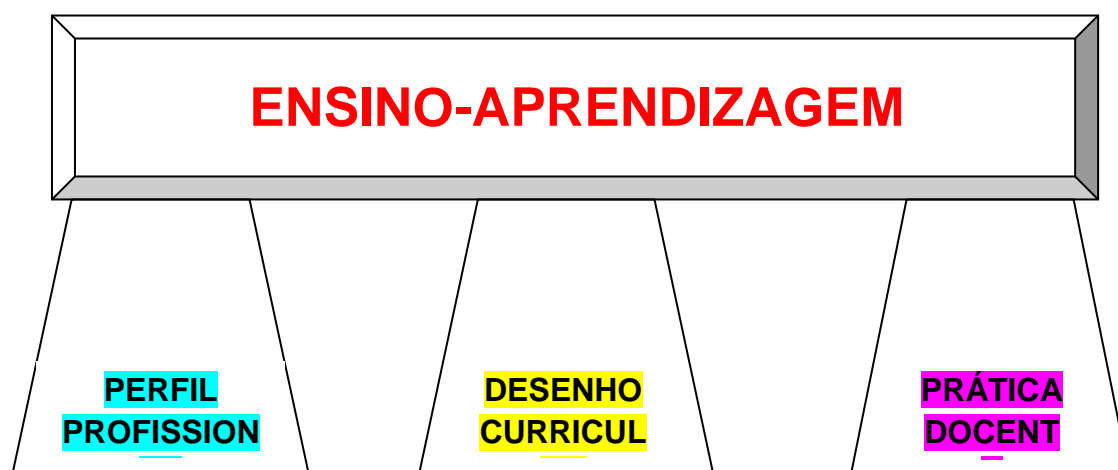 ENSINO-APRENDIZAGEM
PERFIL
PROFISSION
DESENHO
CURRICUL
PRÁTICA
DOCENT